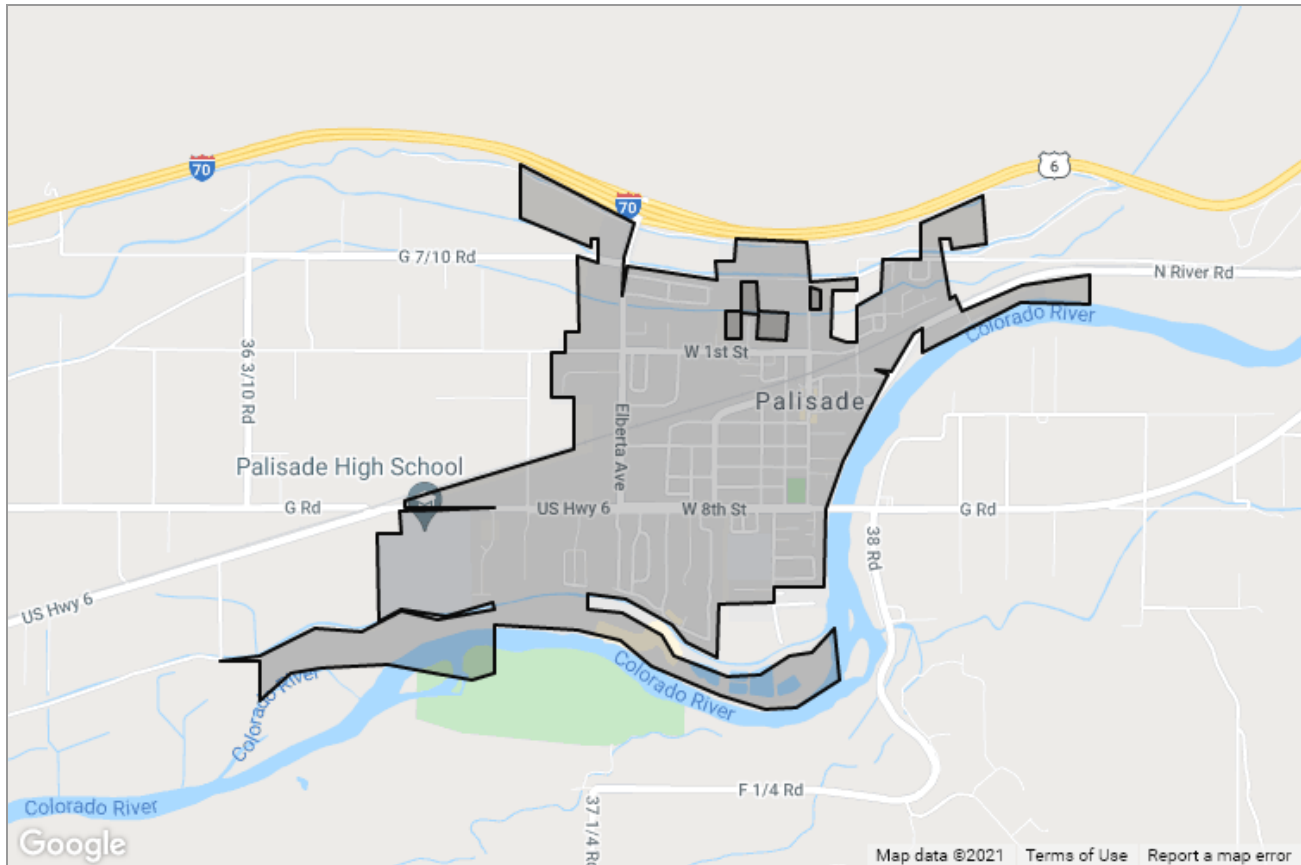 6
70
70
G 7/10 Rd
N River Rd
Colorado River
W 1st St
36 3/10 Rd
Palisade
Elberta Ave
Palisade High School
G Rd
US Hwy 6
W 8th St
G Rd
38 Rd
US Hwy 6
Colorado River
Colorado River
F 1/4 Rd
Colorado River
37 1/4 Rd
Google
Map data ©2021 Terms of Use Report a map error